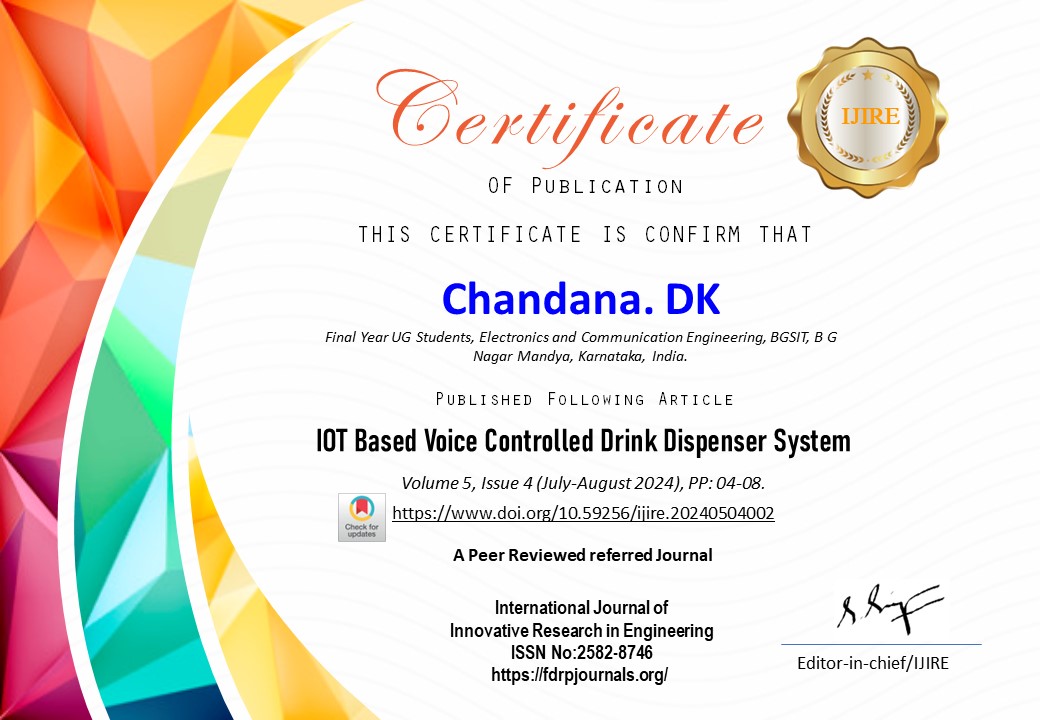 Certificate
IJIRE
OF PUBLICATION
THIS CERTIFICATE IS CONFIRM THAT
Chandana. DK
Final Year UG Students, Electronics and Communication Engineering, BGSIT, B G
Nagar Mandya, Karnataka, India.
PUBLISHED FOLLOWING ARTICLE
IOT Based Voice Controlled Drink Dispenser System
Volume 5, Issue 4 (July-August 2024), PP: 04-08.
Check for
updates
https://www.doi.org/10.59256/ijire.20240504002
A Peer Reviewed referred Journal
International Journal of
Innovative Research in Engineering
ISSN No:2582-8746
https://fdrpjournals.org/
Editor-in-chief/IJIRE